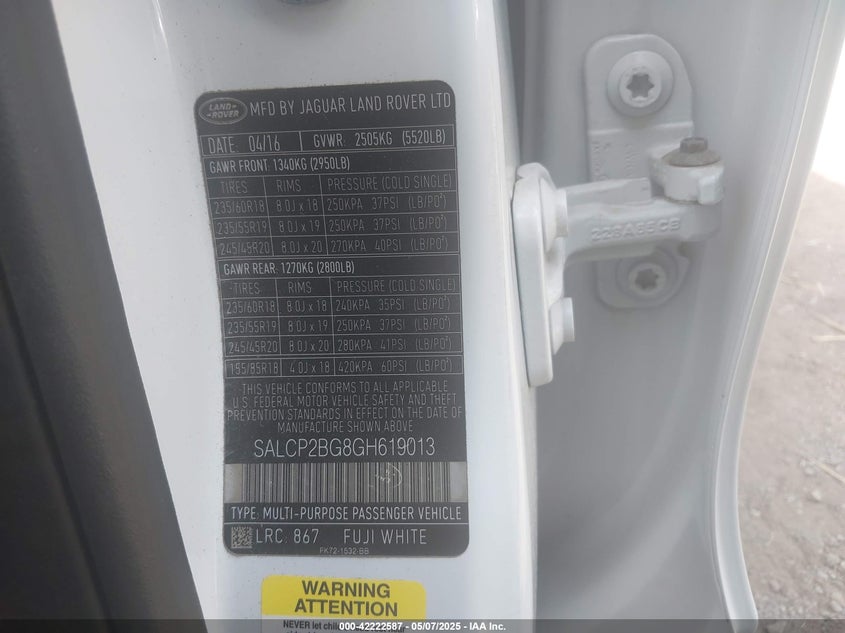 LAND-
ROVER
MFD BY JAGUAR LAND ROVER LTD
DATE: 04/16 GVWR: 2505KG (5520LB)
GAWR FRONT: 1340KG (2950LB)
TIRES RIMS PRESSURE (COLD SINGLE)
235/60R18 8.0J x 18 250KPA 37PSI (LB/PO²)
235/55R19 8.0J x 19 250KPA 37PSI (LB/PO²)
245/45R20 8.0J x 20 270KPA 40PSI (LB/PO²)
GAWR REAR: 1270KG (2800LB)
TIRES RIMS PRESSURE (COLD SINGLE)
235/60R18 8.0J x 18 240KPA 35PSI (LB/PO²)
235/55R19 8.0J x 19 250KPA 37PSI (LB/PO²)
245/45R20 8.0J x 20 280KPA 41PSI (LB/PO²)
155/85R18 4.0J x 18 420KPA 60PSI (LB/PO²)
THIS VEHICLE CONFORMS TO ALL APPLICABLE
U.S. FEDERAL MOTOR VEHICLE SAFETY AND THEFT
PREVENTION STANDARDS IN EFFECT ON THE DATE OF
MANUFACTURE SHOWN ABOVE
SALCP2BG8GH619013
TYPE: MULTI-PURPOSE PASSENGER VEHICLE
LRC: 867 FUJI WHITE
FK72-1532-BB
WARNING
ATTENTION
NEVER let
000-42222587 - 05/07/2025 - IAA Inc.